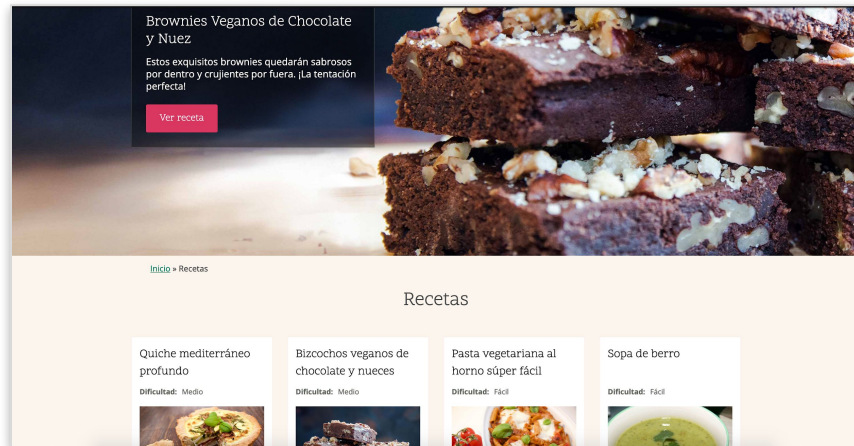 Brownies Veganos de Chocolate
y Nuez
Estos exquisitos brownies quedarán sabrosos
por dentro y crujientes por fuera. ¡La tentación
perfecta!
Ver receta
Inicio » Recetas
Recetas
Quiche mediterráneo
profundo
Dificultad: Medio
Bizcochos veganos de
chocolate y nueces
Dificultad: Medio
Pasta vegetariana al
horno súper fácil
Dificultad: Fácil
Sopa de berro
Dificultad: Fácil